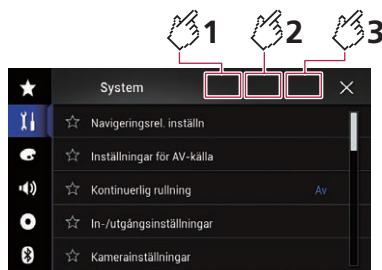 1 2 3
System
Navigeringsrel. inställn
Inställningar för AV-källa
Kontinuerlig rullning Av
In-/utgångsinställningar
Kamerainställningar